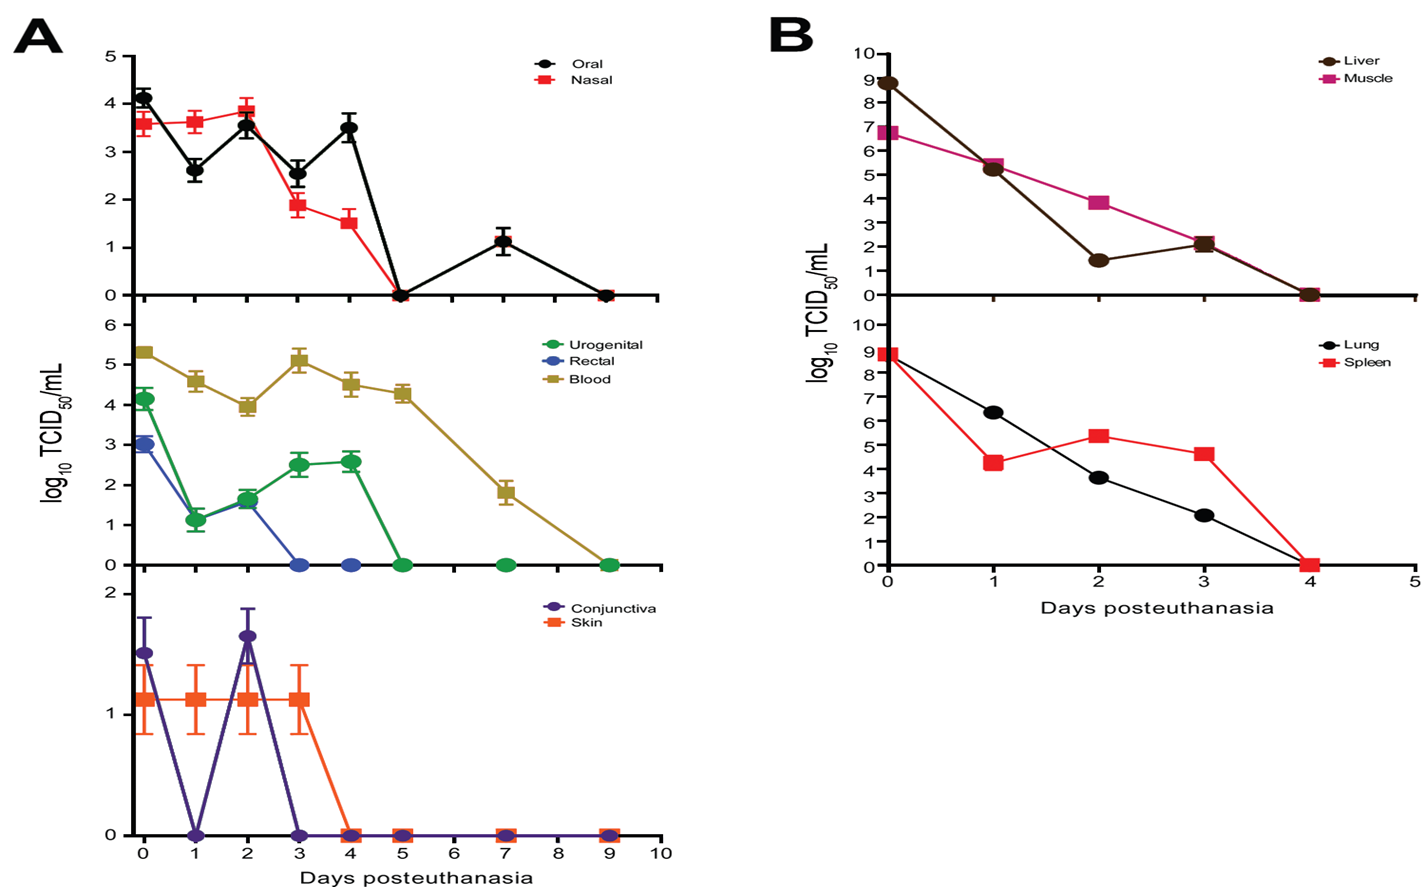 A
5
4
3
2
1
0
Oral
Nasal
6
5
4
3
2
1
0
Urogenital
Rectal
Blood
2
1
0
Conjunctiva
Skin
0 1 2 3 4 5 6 7 8 9 10
Days posteuthanasia
log10 TCID50/mL
B
10
9
8
7
6
5
4
3
2
1
0
Liver
Muscle
10
9
8
7
6
5
4
3
2
1
0
Lung
Spleen
0 1 2 3 4 5
Days posteuthanasia
log10 TCID50/mL